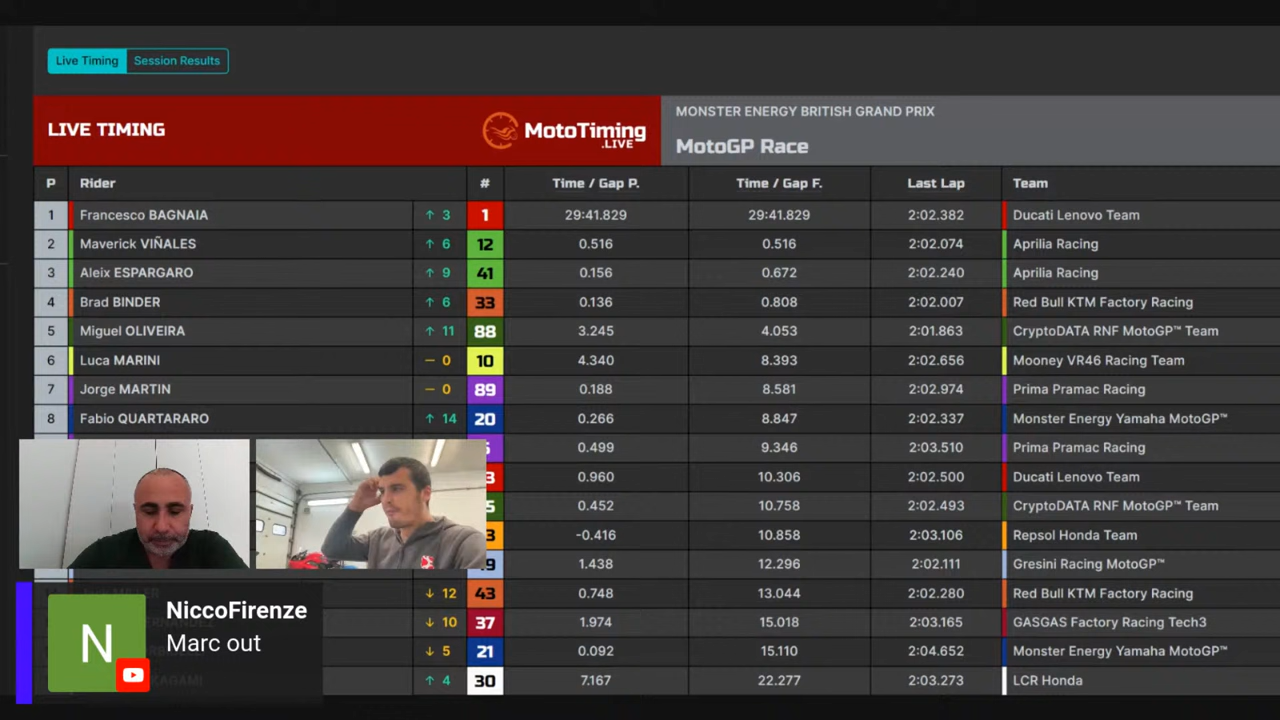 Live Timing Session Results
LIVE TIMING MotoTiming .LIVE MONSTER ENERGY BRITISH GRAND PRIX
MotoGP Race
P Rider # Time / Gap P. Time / Gap F. Last Lap Team
1 Francesco BAGNAIA ↑ 3 1 29:41.829 29:41.829 2:02.382 Ducati Lenovo Team
2 Maverick VIÑALES ↑ 6 12 0.516 0.516 2:02.074 Aprilia Racing
3 Aleix ESPARGARO ↑ 9 41 0.156 0.672 2:02.240 Aprilia Racing
4 Brad BINDER ↑ 6 33 0.136 0.808 2:02.007 Red Bull KTM Factory Racing
5 Miguel OLIVEIRA ↑ 11 88 3.245 4.053 2:01.863 CryptoDATA RNF MotoGP™ Team
6 Luca MARINI – 0 10 4.340 8.393 2:02.656 Mooney VR46 Racing Team
7 Jorge MARTIN – 0 89 0.188 8.581 2:02.974 Prima Pramac Racing
8 Fabio QUARTARARO ↑ 14 20 0.266 8.847 2:02.337 Monster Energy Yamaha MotoGP™
0.499 9.346 2:03.510 Prima Pramac Racing
3 0.960 10.306 2:02.500 Ducati Lenovo Team
5 0.452 10.758 2:02.493 CryptoDATA RNF MotoGP™ Team
3 -0.416 10.858 2:03.106 Repsol Honda Team
9 1.438 12.296 2:02.111 Gresini Racing MotoGP™
↓ 12 43 0.748 13.044 2:02.280 Red Bull KTM Factory Racing
↓ 10 37 1.974 15.018 2:03.165 GASGAS Factory Racing Tech3
↓ 5 21 0.092 15.110 2:04.652 Monster Energy Yamaha MotoGP™
↑ 4 30 7.167 22.277 2:03.273 LCR Honda
N NiccoFirenze
Marc out